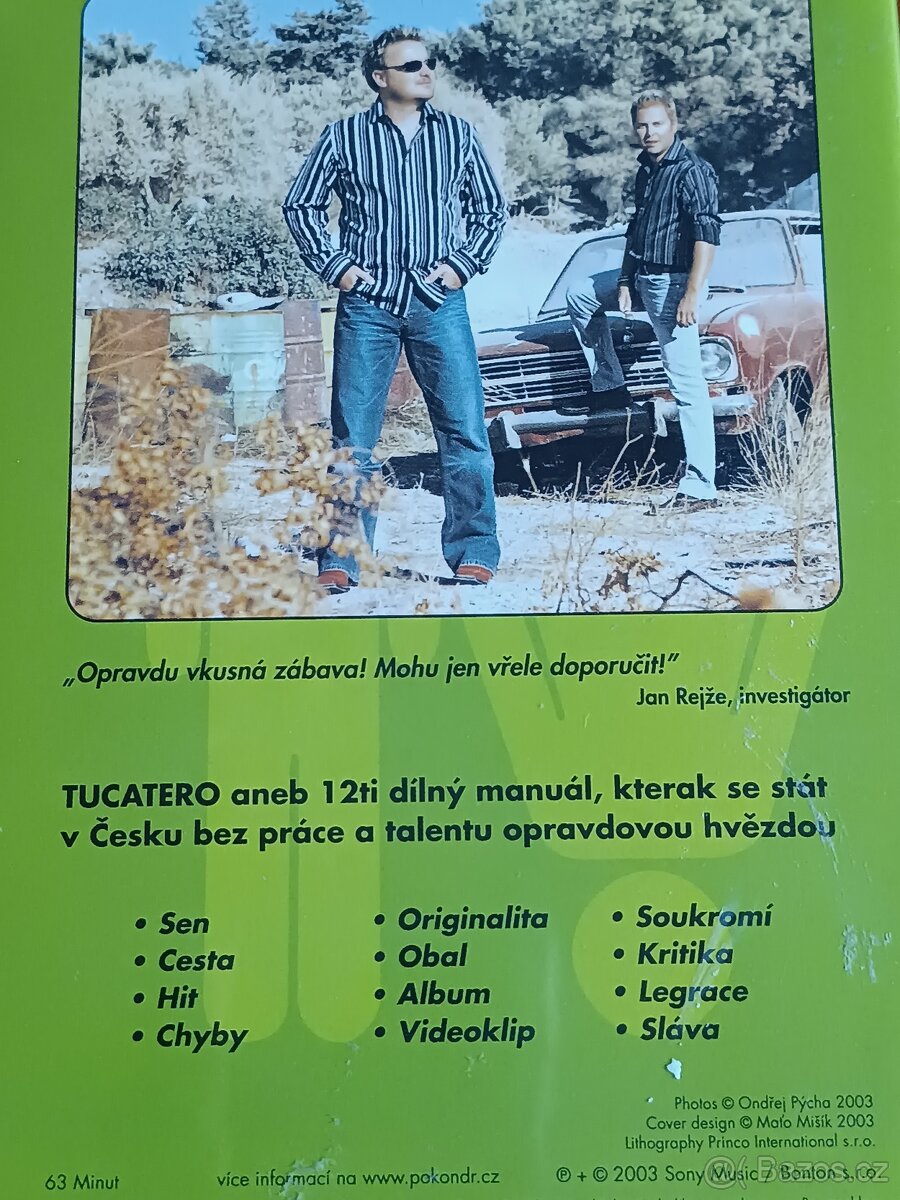 „Opravdu vkusná zábava! Mohu jen vřele doporučit!”
Jan Rejže, investigátor
TUCATERO aneb 12ti dílný manuál, kterak se stát
v Česku bez práce a talentu opravdovou hvězdou
• Sen
• Cesta
• Hit
• Chyby
• Originalita
• Obal
• Album
• Videoklip
• Soukromí
• Kritika
• Legrace
• Sláva
Photos © Ondřej Pýcha 2003
Cover design © Maťo Mišík 2003
Lithography Princo International s.r.o.
63 Minut
více informací na www.pokondr.cz
℗ + © 2003 Sony Music / Bonton s.r.o.
Bazos.cz